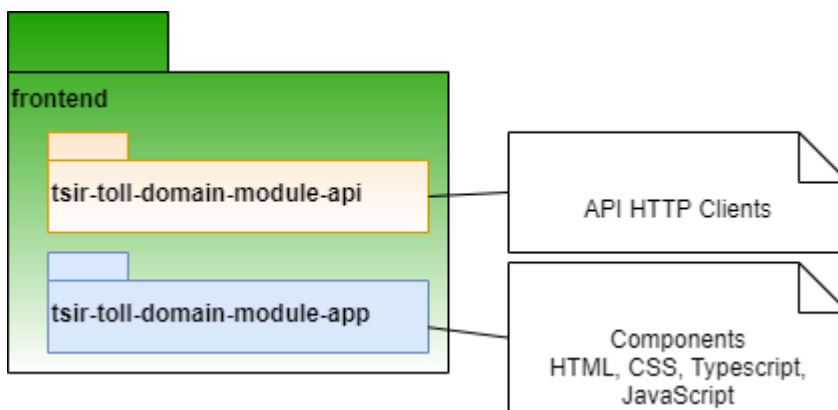 frontend
tsir-toll-domain-module-api
API HTTP Clients
tsir-toll-domain-module-app
Components
HTML, CSS, Typescript,
JavaScript